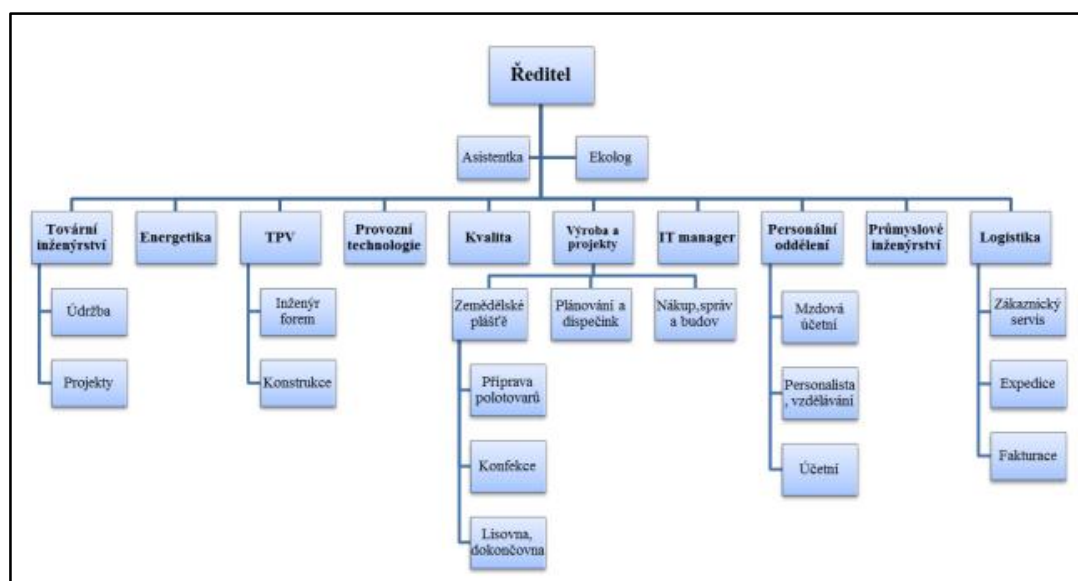 Ředitel
Asistentka
Ekolog
Tovární
inženýrství
Energetika
TPV
Provozní
technologie
Kvalita
Výroba a
projekty
IT manager
Personální
oddělení
Průmyslové
inženýrství
Logistika
Údržba
Inženýr
forem
Zemědělské
plášťě
Plánování a
dispečink
Nákup,správ
a budov
Mzdová
účetní
Zákaznický
servis
Projekty
Konstrukce
Příprava
polotovarů
Personalista
, vzdělávání
Expedice
Konfekce
Účetní
Fakturace
Lisovna,
dokončovna